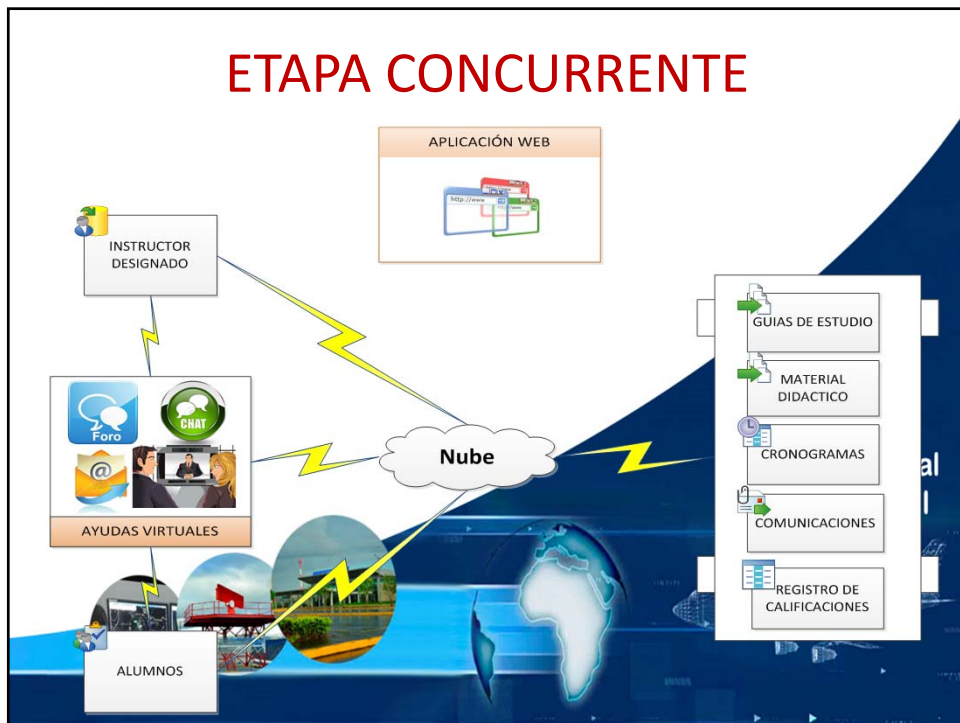 ETAPA CONCURRENTE
APLICACIÓN WEB
http://www
INSTRUCTOR
DESIGNADO
Foro
CHAT
AYUDAS VIRTUALES
ALUMNOS
Nube
GUIAS DE ESTUDIO
MATERIAL
DIDACTICO
CRONOGRAMAS
al
COMUNICACIONES
l
REGISTRO DE
CALIFICACIONES